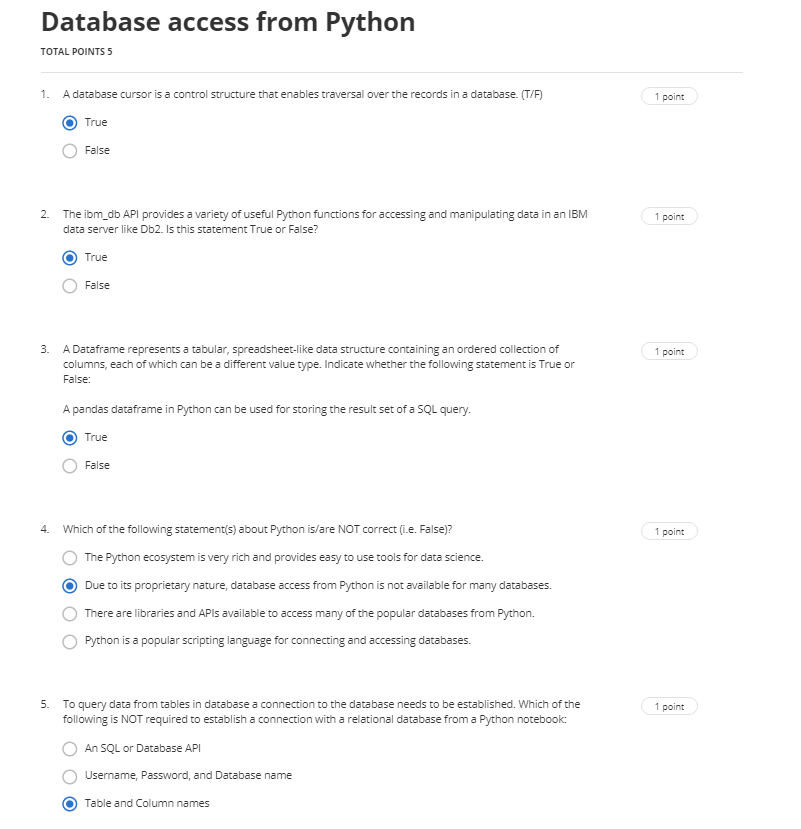 Database access from Python
TOTAL POINTS 5
1. A database cursor is a control structure that enables traversal over the records in a database. (T/F)
1 point
True
False
2. The ibm_db API provides a variety of useful Python functions for accessing and manipulating data in an IBM
data server like Db2. Is this statement True or False?
1 point
True
False
3. A Dataframe represents a tabular, spreadsheet-like data structure containing an ordered collection of
columns, each of which can be a different value type. Indicate whether the following statement is True or
False:
1 point
A pandas dataframe in Python can be used for storing the result set of a SQL query.
True
False
4. Which of the following statement(s) about Python is/are NOT correct (i.e. False)?
1 point
The Python ecosystem is very rich and provides easy to use tools for data science.
Due to its proprietary nature, database access from Python is not available for many databases.
There are libraries and APIs available to access many of the popular databases from Python.
Python is a popular scripting language for connecting and accessing databases.
5. To query data from tables in database a connection to the database needs to be established. Which of the
following is NOT required to establish a connection with a relational database from a Python notebook:
1 point
An SQL or Database API
Username, Password, and Database name
Table and Column names